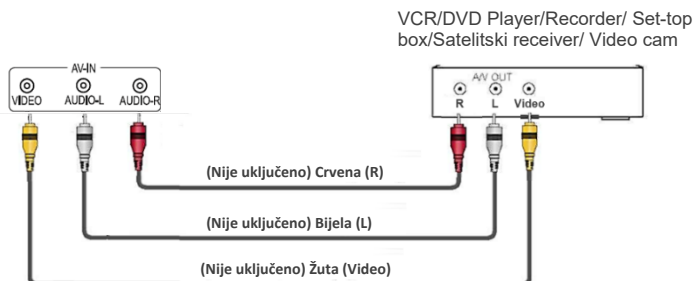 VCR/DVD Player/Recorder/ Set-top
box/Satelitski receiver/ Video cam
AV-IN
VIDEO AUDIO-L AUDIO-R
A/V OUT
R L Video
(Nije uključeno) Crvena (R)
(Nije uključeno) Bijela (L)
(Nije uključeno) Žuta (Video)